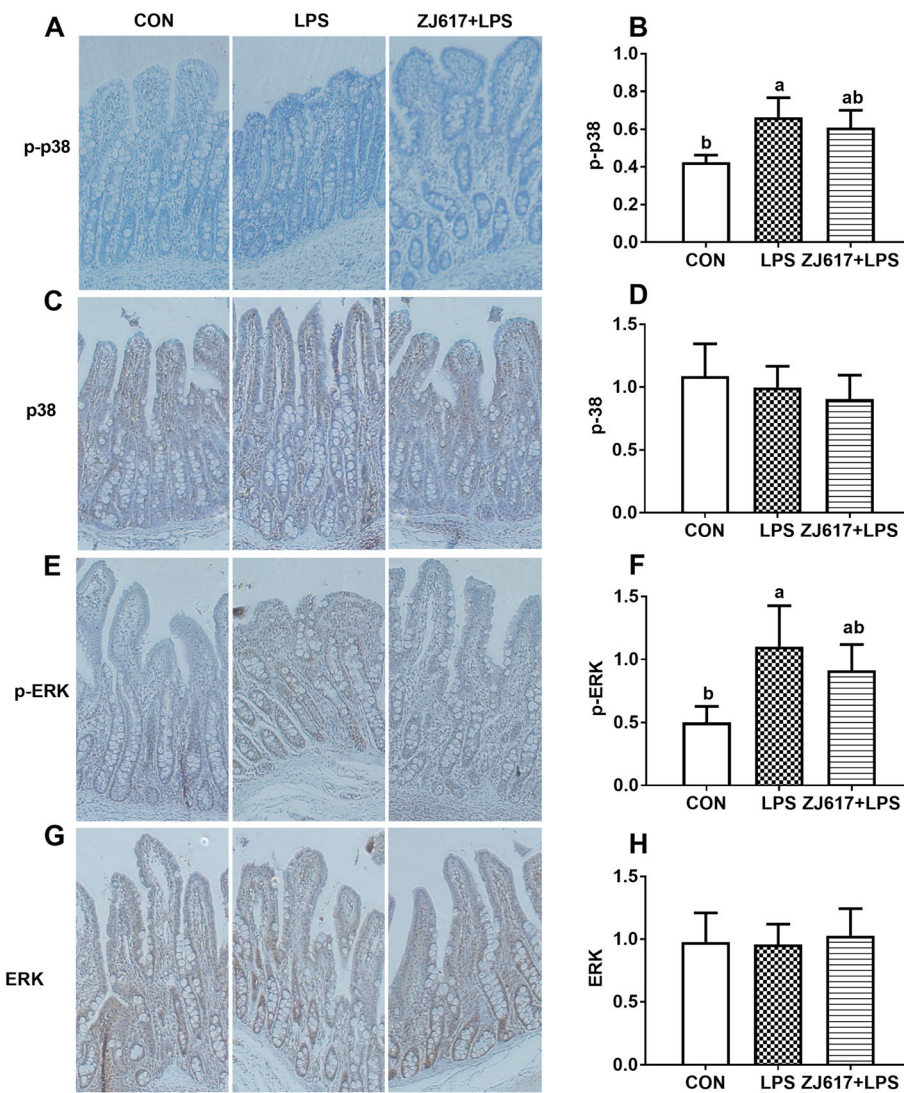 A CON LPS ZJ617+LPS
p-p38
B
p-p38
1.0
0.8
0.6
0.4
0.2
0.0
b
a
ab
CON LPS ZJ617+LPS
C
p38
D
p-38
1.5
1.0
0.5
0.0
CON LPS ZJ617+LPS
E
p-ERK
F
p-ERK
1.5
1.0
0.5
0.0
b
a
ab
CON LPS ZJ617+LPS
G
ERK
H
ERK
1.5
1.0
0.5
0.0
CON LPS ZJ617+LPS